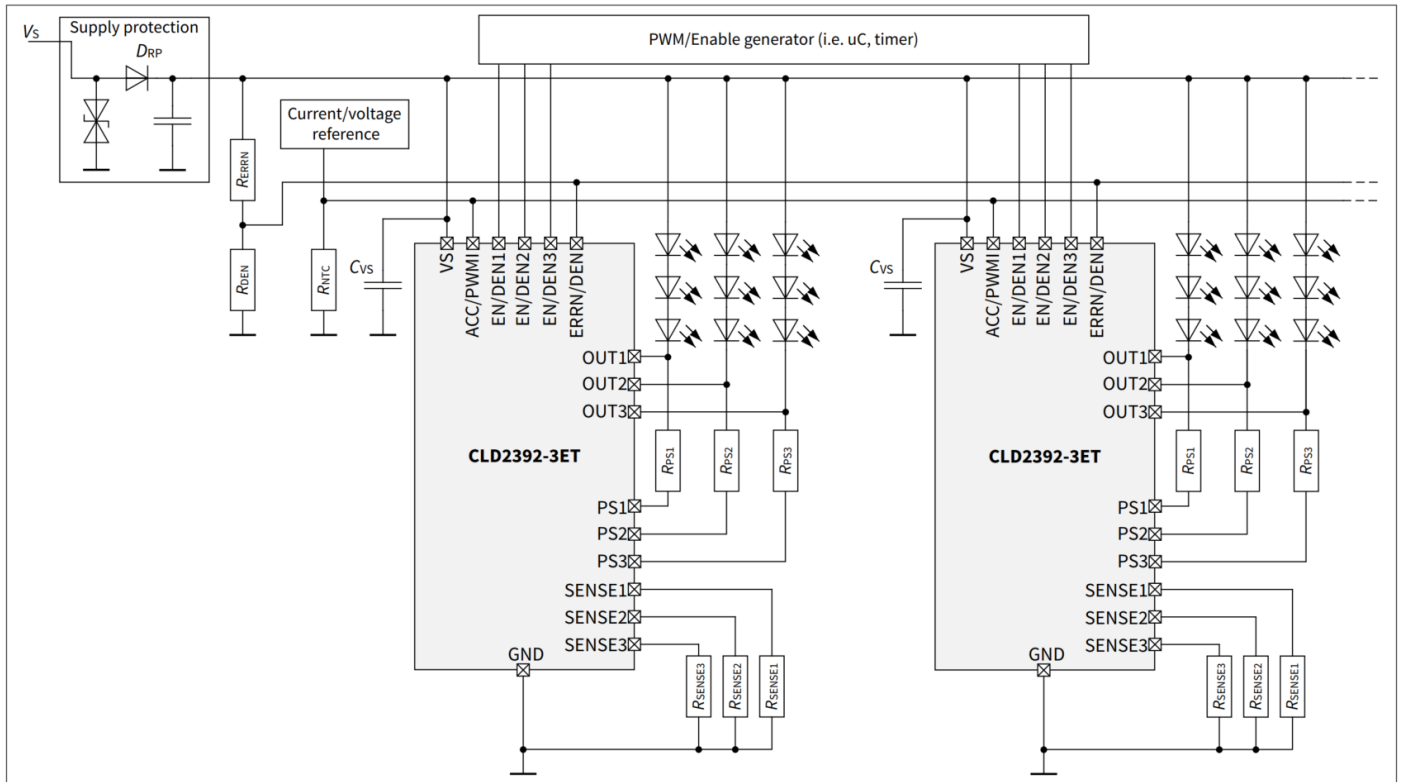 VS
Supply protection
DRP
PWM/Enable generator (i.e. uC, timer)
Current/voltage
reference
RERRN
RDEN
RNTC
CVS
VS
ACC/PWMI
EN/DEN1
EN/DEN2
EN/DEN3
ERRN/DEN
OUT1
OUT2
OUT3
CLD2392-3ET
RPS1
RPS2
RPS3
PS1
PS2
PS3
SENSE1
SENSE2
SENSE3
GND
RSENSE3
RSENSE2
RSENSE1
CVS
VS
ACC/PWMI
EN/DEN1
EN/DEN2
EN/DEN3
ERRN/DEN
OUT1
OUT2
OUT3
CLD2392-3ET
RPS1
RPS2
RPS3
PS1
PS2
PS3
SENSE1
SENSE2
SENSE3
GND
RSENSE3
RSENSE2
RSENSE1